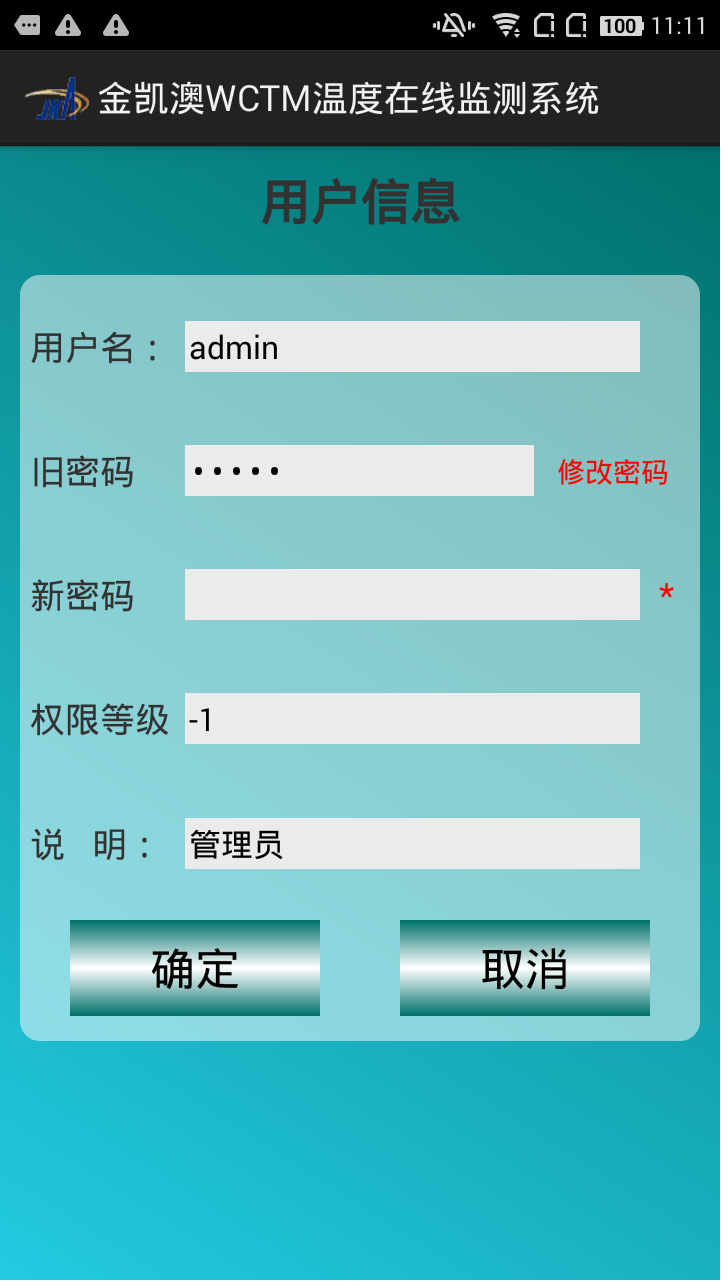 100 11:11
金凯澳WCTM温度在线监测系统
用户信息
用户名： admin
旧密码 ••••• 修改密码
新密码 *
权限等级 -1
说 明： 管理员
确定 取消